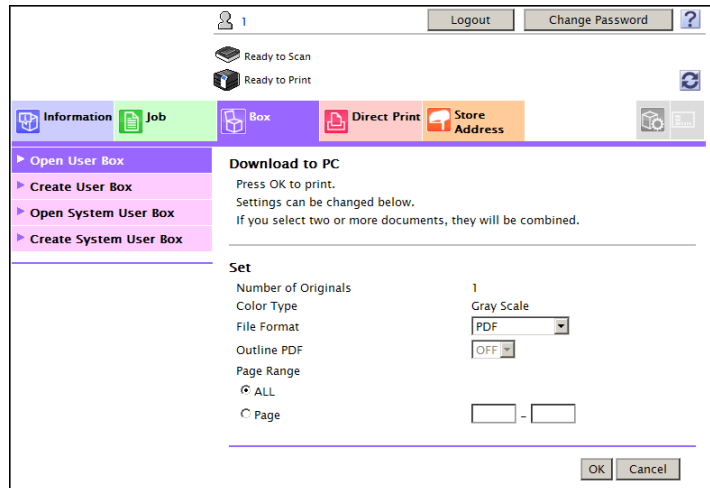 1
Logout
Change Password
?
Ready to Scan
Ready to Print
Information
Job
Box
Direct Print
Store
Address
Open User Box
Create User Box
Open System User Box
Create System User Box
Download to PC
Press OK to print.
Settings can be changed below.
If you select two or more documents, they will be combined.
Set
Number of Originals 1
Color Type Gray Scale
File Format PDF
Outline PDF OFF
Page Range
ALL
Page -
OK Cancel